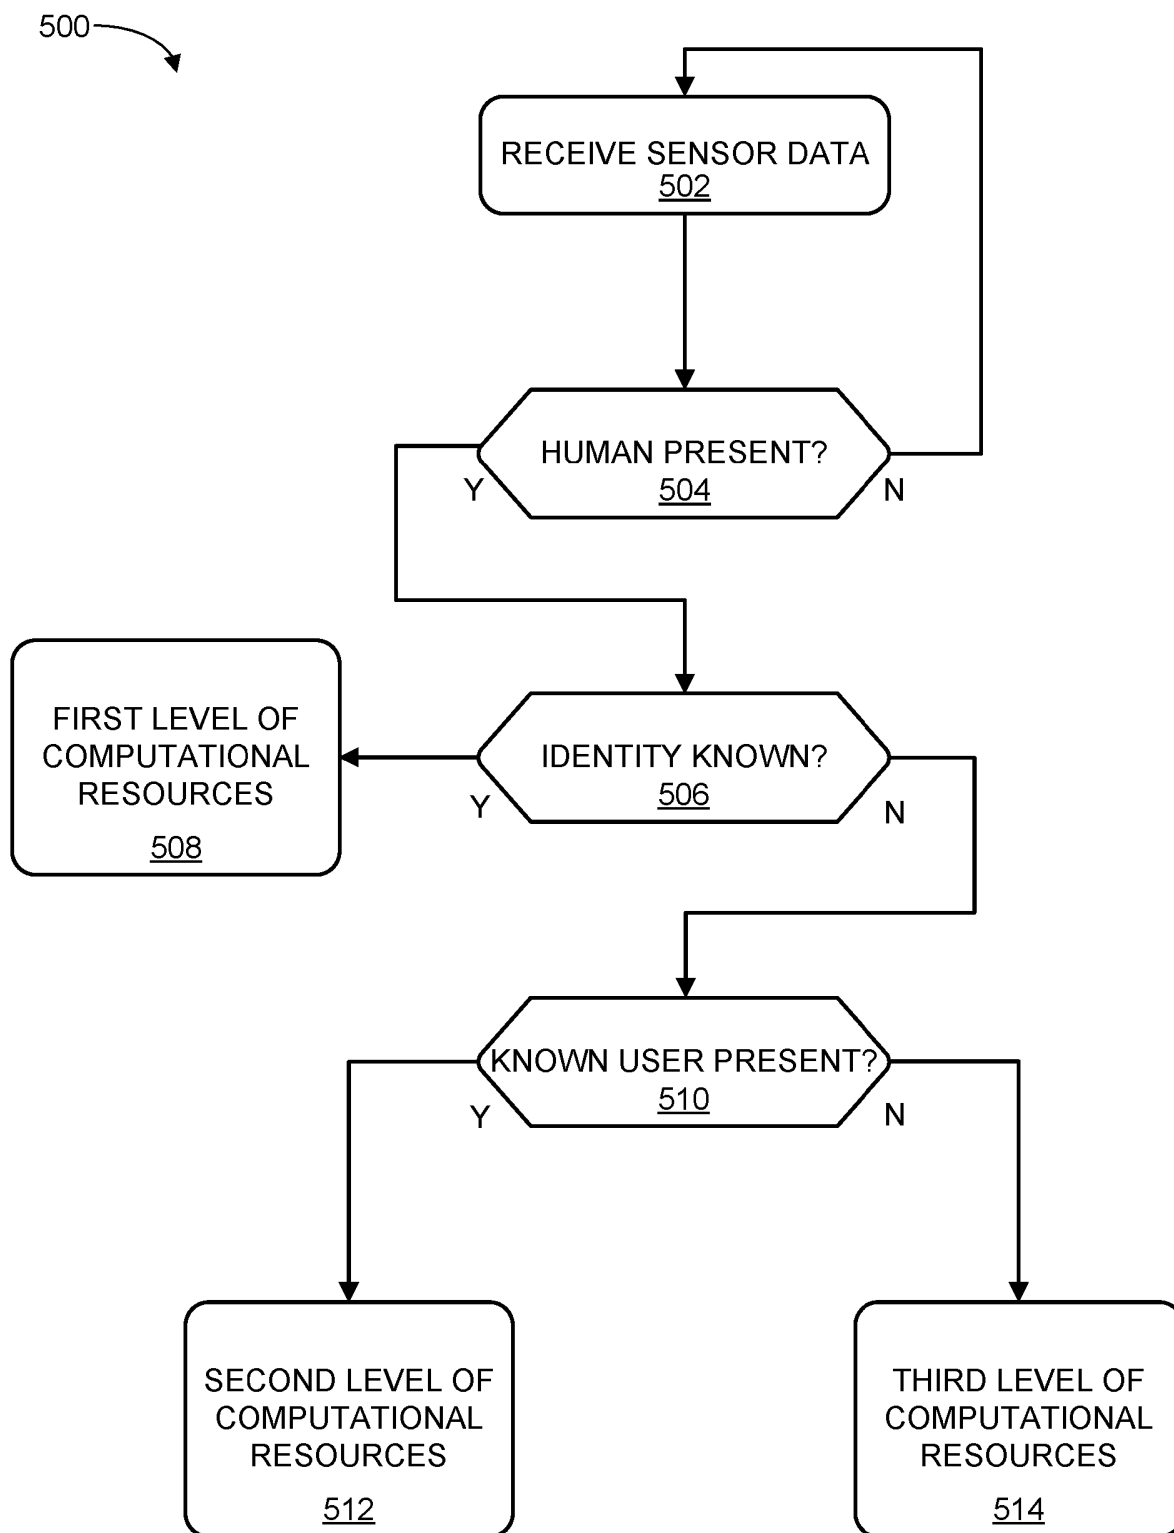 500
RECEIVE SENSOR DATA
502
HUMAN PRESENT?
504
Y
N
FIRST LEVEL OF
COMPUTATIONAL
RESOURCES
508
IDENTITY KNOWN?
506
Y
N
KNOWN USER PRESENT?
510
Y
N
SECOND LEVEL OF
COMPUTATIONAL
RESOURCES
512
THIRD LEVEL OF
COMPUTATIONAL
RESOURCES
514